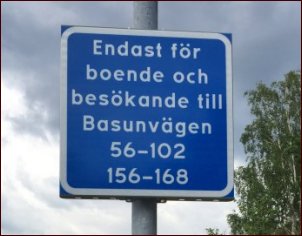 Endast för
boende och
besökande till
Basunvägen
56-102
156-168